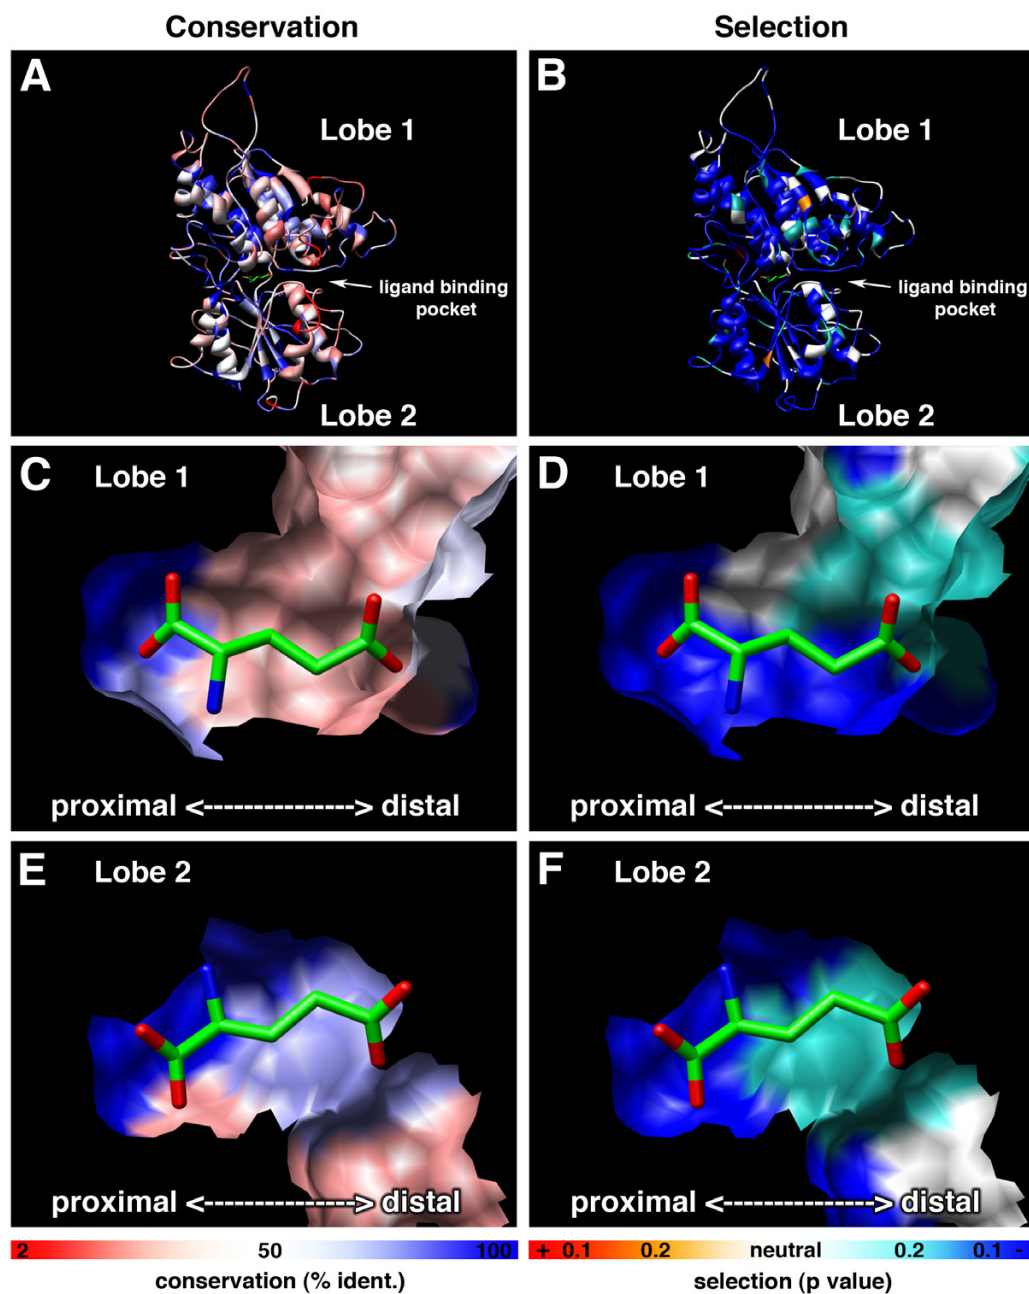 Conservation
Selection
A
Lobe 1
ligand binding
pocket
Lobe 2
B
Lobe 1
ligand binding
pocket
Lobe 2
C
Lobe 1
proximal <---------------> distal
D
Lobe 1
proximal <---------------> distal
E
Lobe 2
proximal <---------------> distal
F
Lobe 2
proximal <---------------> distal
2 50 100
conservation (% ident.)
+ 0.1 0.2 neutral 0.2 0.1 -
selection (p value)